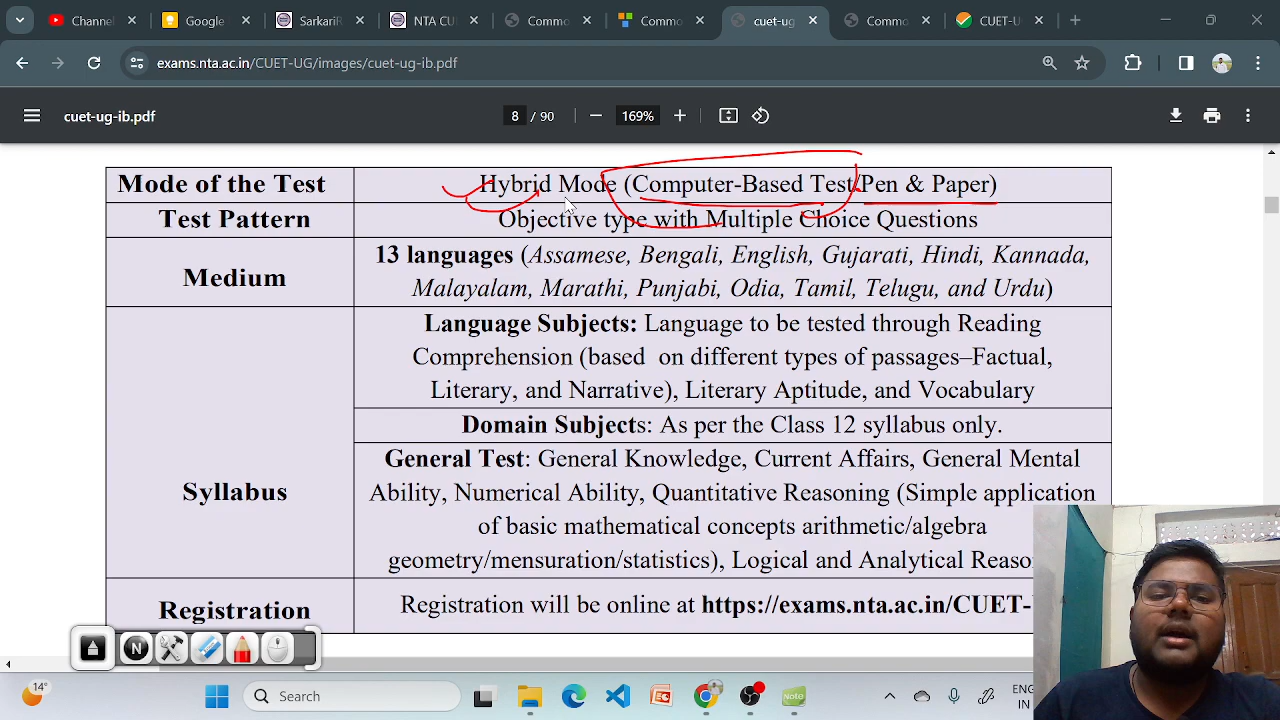 Channel
Google
SarkariR
NTA CU
Commo
Commo
cuet-ug
Commo
CUET-U
exams.nta.ac.in/CUET-UG/images/cuet-ug-ib.pdf
cuet-ug-ib.pdf
8 / 90
169%
Mode of the Test
Hybrid Mode (Computer-Based Test Pen & Paper)
Test Pattern
Objective type with Multiple Choice Questions
Medium
13 languages (Assamese, Bengali, English, Gujarati, Hindi, Kannada,
Malayalam, Marathi, Punjabi, Odia, Tamil, Telugu, and Urdu)
Syllabus
Language Subjects: Language to be tested through Reading
Comprehension (based on different types of passages–Factual,
Literary, and Narrative), Literary Aptitude, and Vocabulary
Domain Subjects: As per the Class 12 syllabus only.
General Test: General Knowledge, Current Affairs, General Mental
Ability, Numerical Ability, Quantitative Reasoning (Simple application
of basic mathematical concepts arithmetic/algebra
geometry/mensuration/statistics), Logical and Analytical Reaso
Registration
Registration will be online at https://exams.nta.ac.in/CUET-
N
14°
Search
Note
ENG
IN